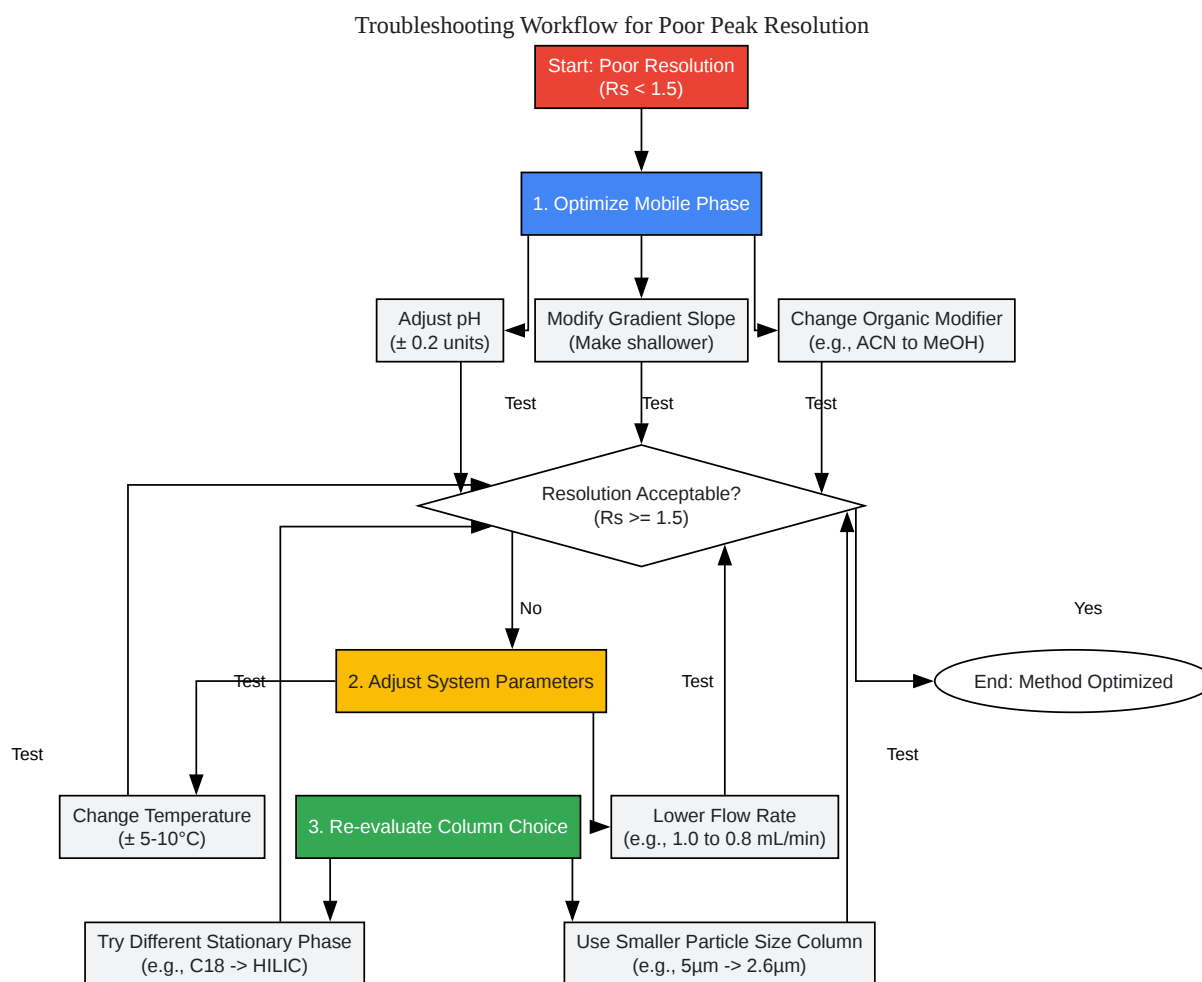 Troubleshooting Workflow for Poor Peak Resolution
Start: Poor Resolution
(Rs < 1.5)
1. Optimize Mobile Phase
Adjust pH
(± 0.2 units)
Modify Gradient Slope
(Make shallower)
Change Organic Modifier
(e.g., ACN to MeOH)
Test
Test
Test
Resolution Acceptable?
(Rs >= 1.5)
No
Yes
Test
2. Adjust System Parameters
Test
End: Method Optimized
Test
Test
Change Temperature
(± 5-10°C)
3. Re-evaluate Column Choice
Lower Flow Rate
(e.g., 1.0 to 0.8 mL/min)
Try Different Stationary Phase
(e.g., C18 -> HILIC)
Use Smaller Particle Size Column
(e.g., 5µm -> 2.6µm)